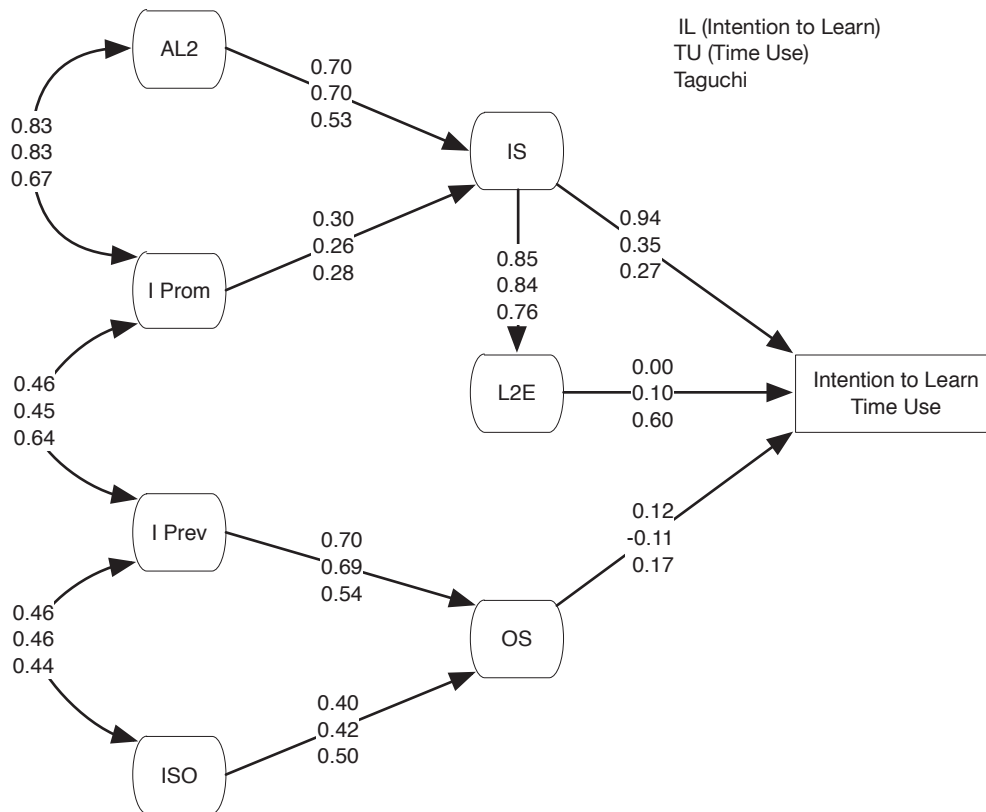 IL (Intention to Learn)
TU (Time Use)
Taguchi
AL2
0.70
0.70
0.53
0.83
0.83
0.67
IS
I Prom
0.30
0.26
0.28
0.94
0.35
0.27
0.85
0.84
0.76
L2E
0.00
0.10
0.60
Intention to Learn
Time Use
0.46
0.45
0.64
I Prev
0.70
0.69
0.54
0.12
-0.11
0.17
OS
0.46
0.46
0.44
0.40
0.42
0.50
ISO